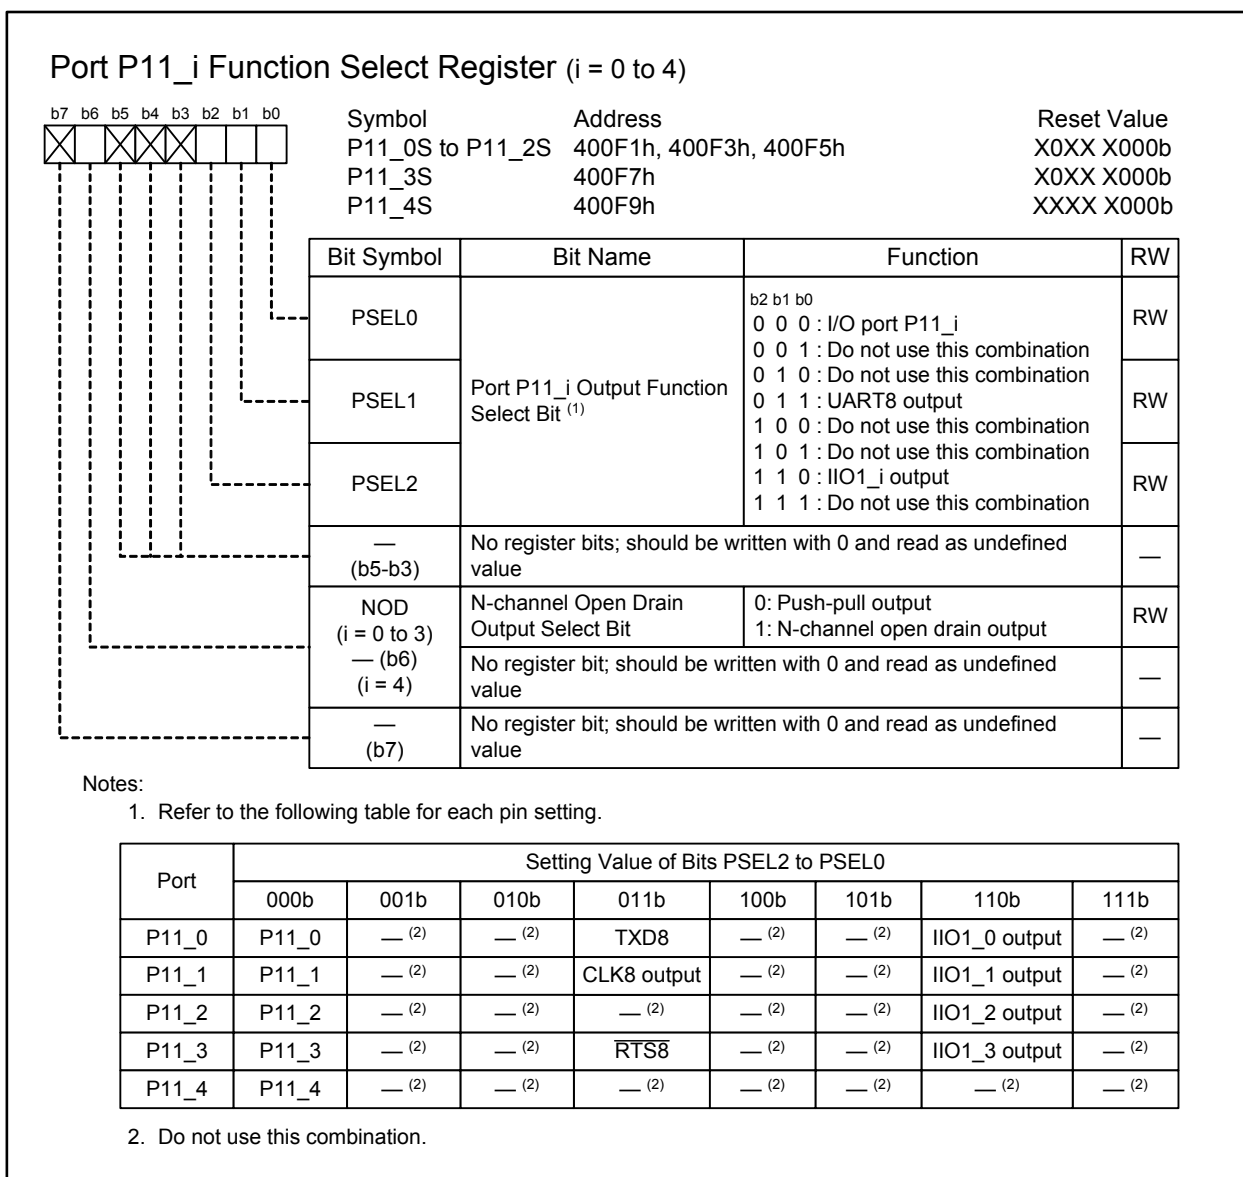 Port P11_i Function Select Register (i = 0 to 4)
b7 b6 b5 b4 b3 b2 b1 b0
Symbol Address Reset Value
P11_0S to P11_2S 400F1h, 400F3h, 400F5h X0XX X000b
P11_3S 400F7h X0XX X000b
P11_4S 400F9h XXXX X000b
Bit Symbol Bit Name Function RW
PSEL0
PSEL1
PSEL2
Port P11_i Output Function
Select Bit (1)
b2 b1 b0
0 0 0 : I/O port P11_i
0 0 1 : Do not use this combination
0 1 0 : Do not use this combination
0 1 1 : UART8 output
1 0 0 : Do not use this combination
1 0 1 : Do not use this combination
1 1 0 : IIO1_i output
1 1 1 : Do not use this combination
RW
RW
RW
—
(b5-b3)
No register bits; should be written with 0 and read as undefined
value
—
NOD
(i = 0 to 3)
— (b6)
(i = 4)
N-channel Open Drain
Output Select Bit
0: Push-pull output
1: N-channel open drain output
RW
No register bit; should be written with 0 and read as undefined
value
—
—
(b7)
No register bit; should be written with 0 and read as undefined
value
—
Notes:
1. Refer to the following table for each pin setting.
Port
Setting Value of Bits PSEL2 to PSEL0
000b 001b 010b 011b 100b 101b 110b 111b
P11_0 P11_0 — (2) — (2) TXD8 — (2) — (2) IIO1_0 output — (2)
P11_1 P11_1 — (2) — (2) CLK8 output — (2) — (2) IIO1_1 output — (2)
P11_2 P11_2 — (2) — (2) — (2) — (2) — (2) IIO1_2 output — (2)
P11_3 P11_3 — (2) — (2) R̅T̅S̅8̅ — (2) — (2) IIO1_3 output — (2)
P11_4 P11_4 — (2) — (2) — (2) — (2) — (2) — (2) — (2)
2. Do not use this combination.